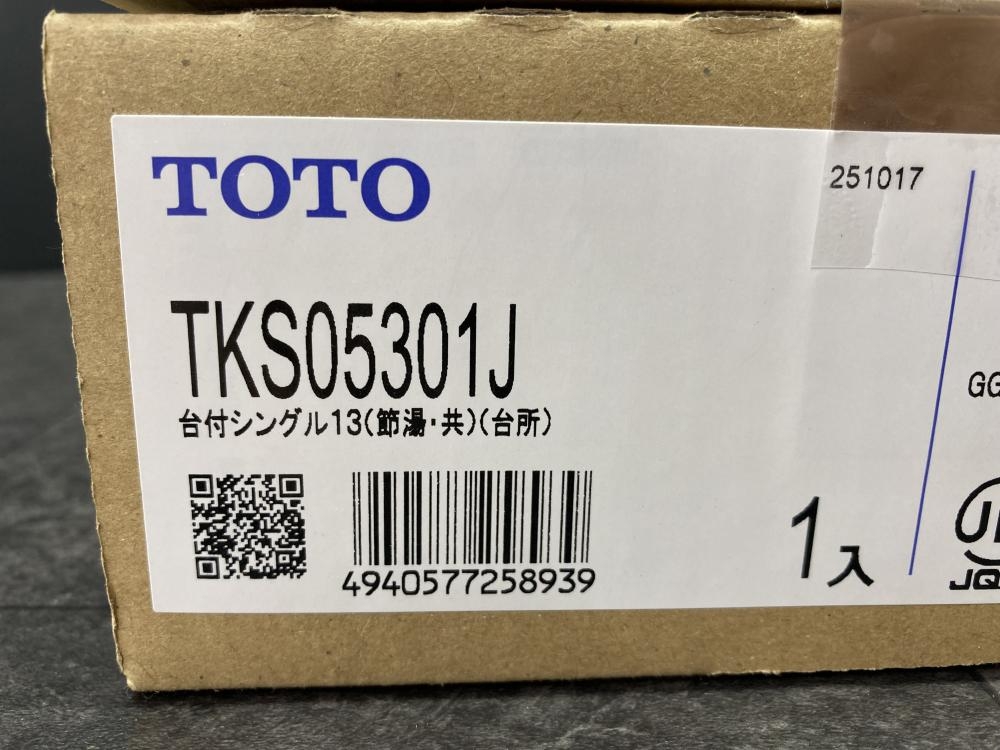 TOTO
251017
TKS05301J
台付シングル13(節湯・共)(台所)
GG
4940577258939
1入
JQ